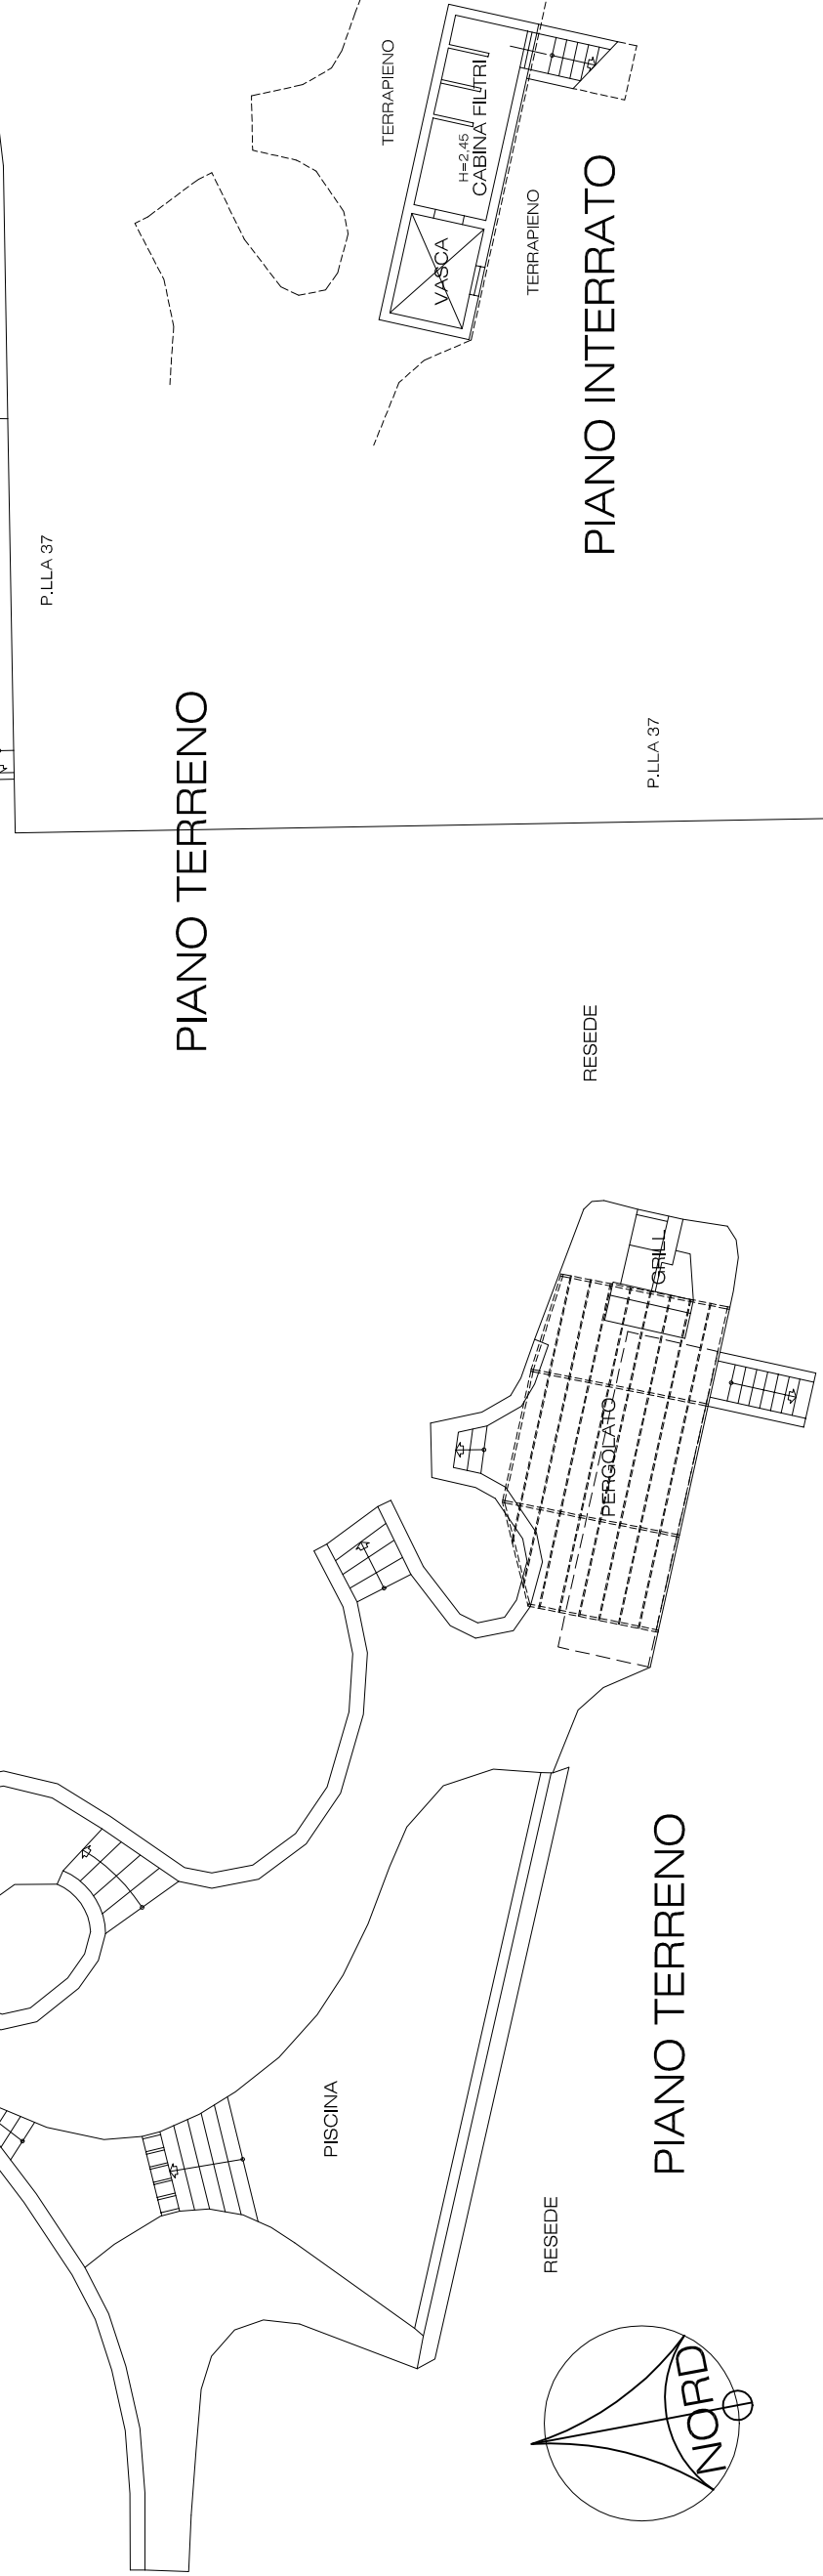 TERRAPIENO
H=2,45
CABINA FILTRI
VASCA
TERRAPIENO
PIANO INTERRATO
P.LLA 37
PIANO TERRENO
P.LLA 37
RESEDE
GRILL
PERGOLATO
PISCINA
PIANO TERRENO
RESEDE
NORD